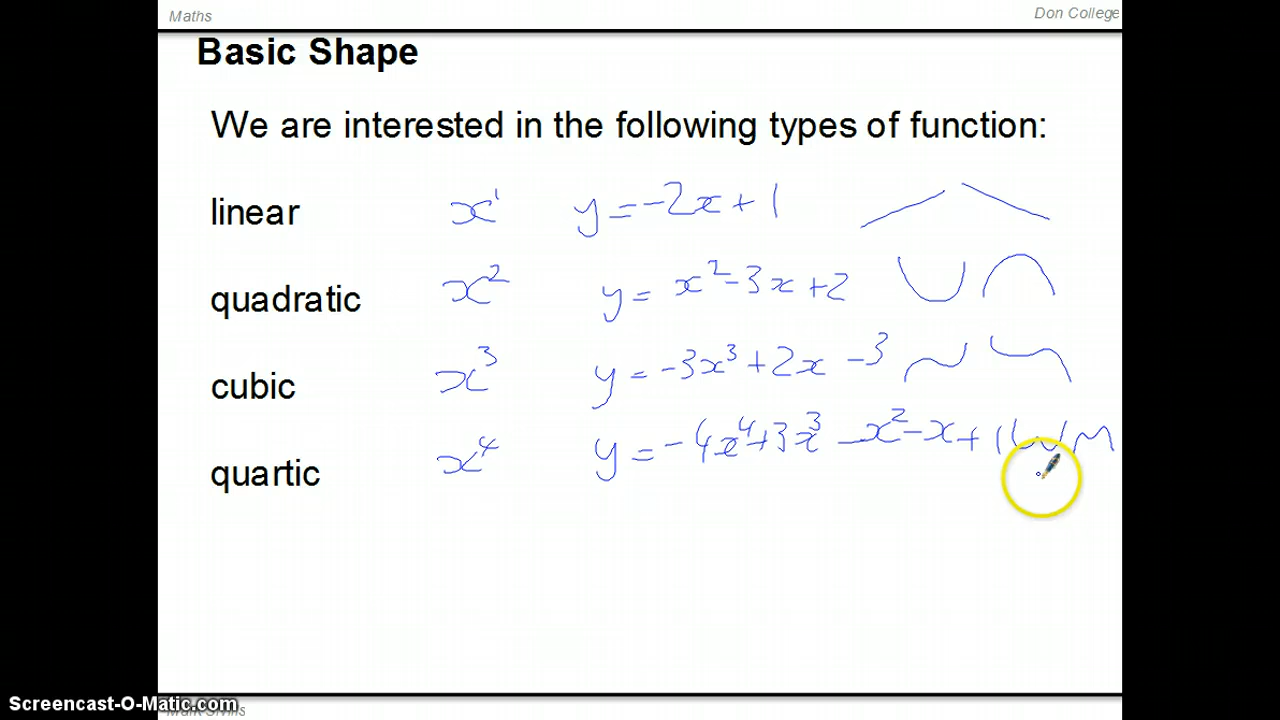 Maths Don College
Basic Shape
We are interested in the following types of function:
linear x¹ y = -2x + 1
quadratic x² y = x² - 3x + 2
cubic x³ y = -3x³ + 2x - 3
quartic x⁴ y = -4x⁴ + 3x³ - x² - x + 1
Screencast-O-Matic.com